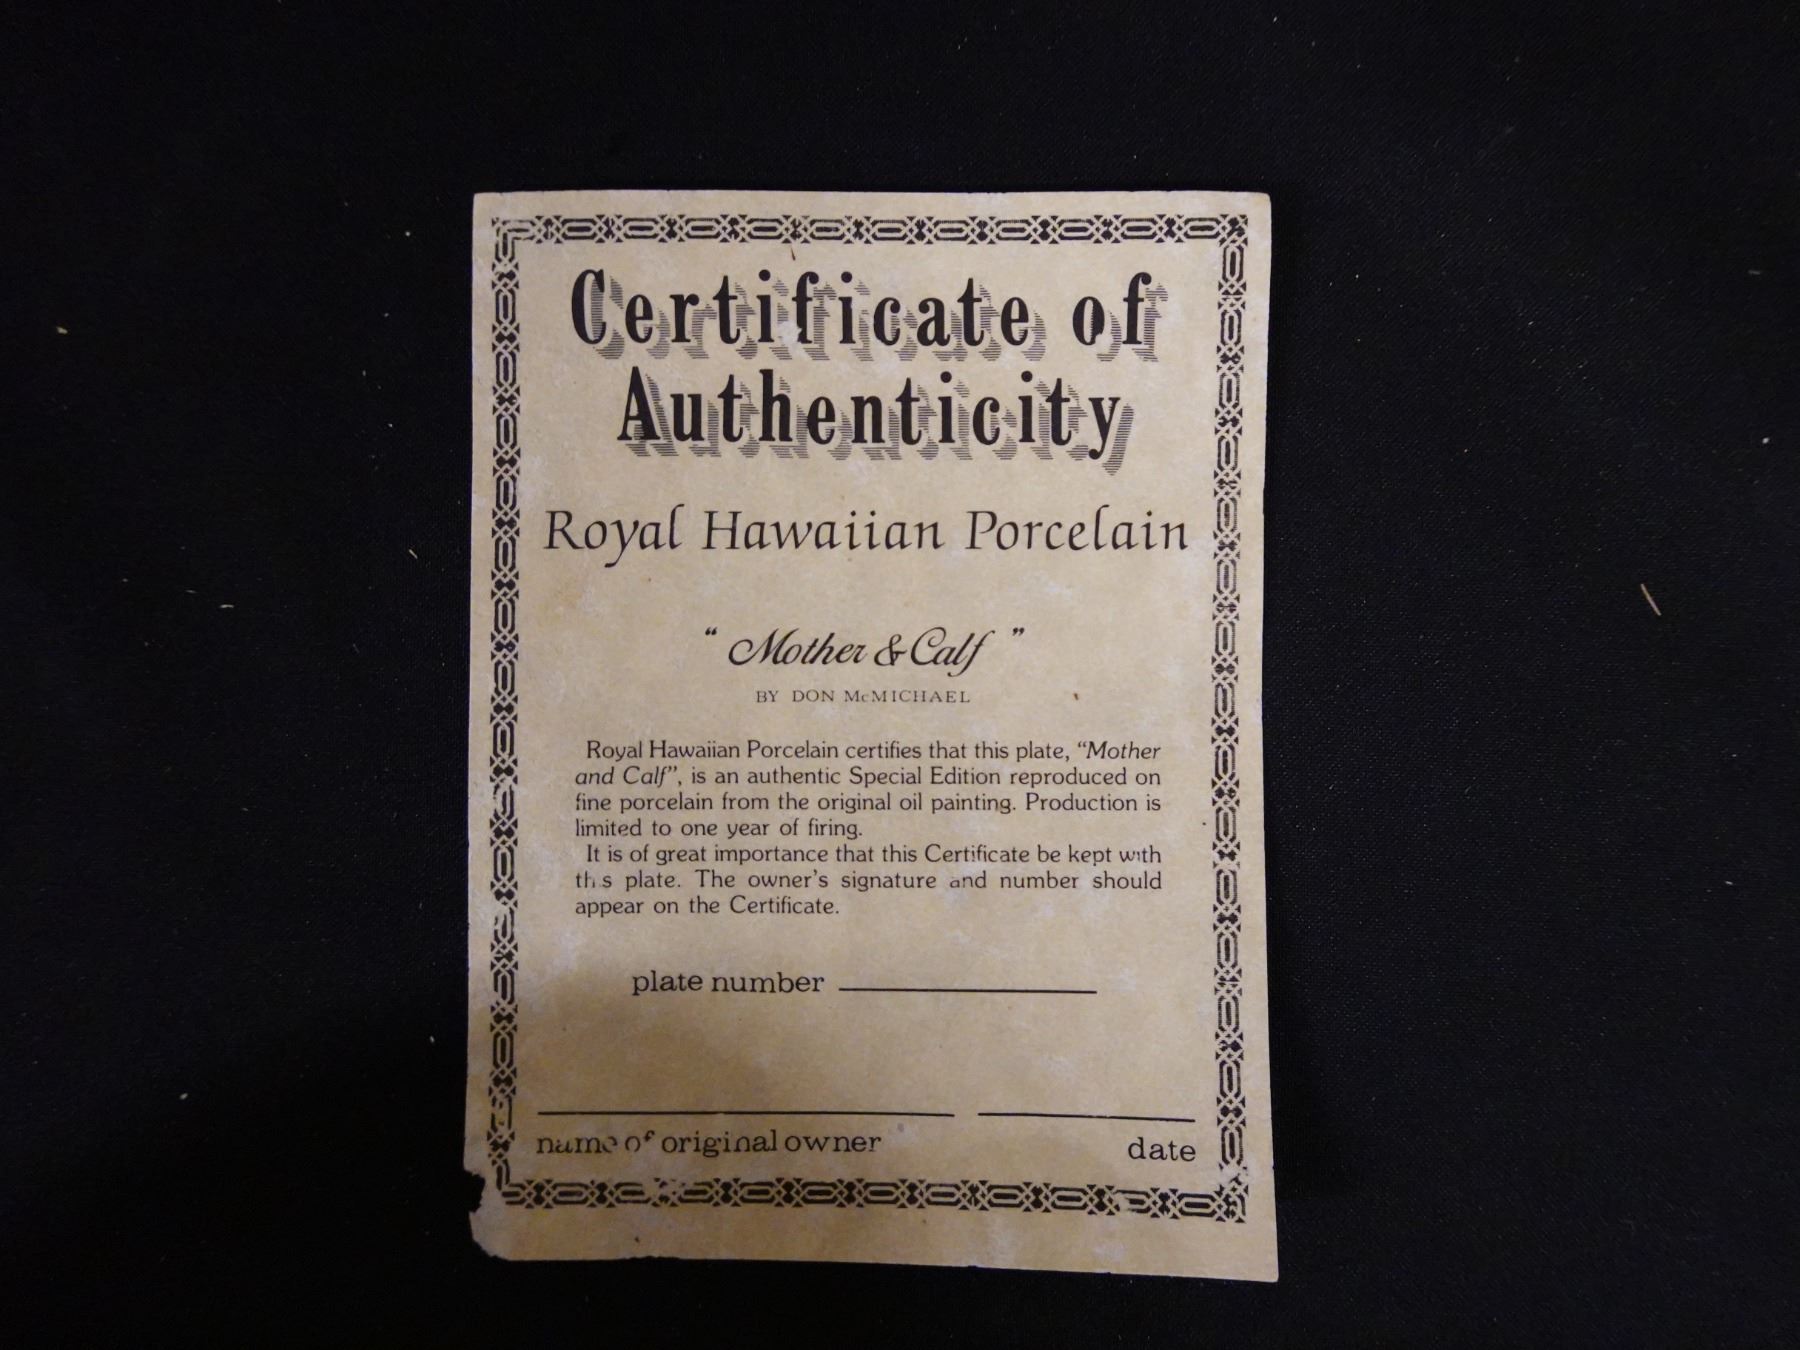 Certificate of
Authenticity
Royal Hawaiian Porcelain
“Mother & Calf”
BY DON McMICHAEL
Royal Hawaiian Porcelain certifies that this plate, “Mother
and Calf”, is an authentic Special Edition reproduced on
fine porcelain from the original oil painting. Production is
limited to one year of firing.
It is of great importance that this Certificate be kept with
this plate. The owner’s signature and number should
appear on the Certificate.
plate number
name of original owner date